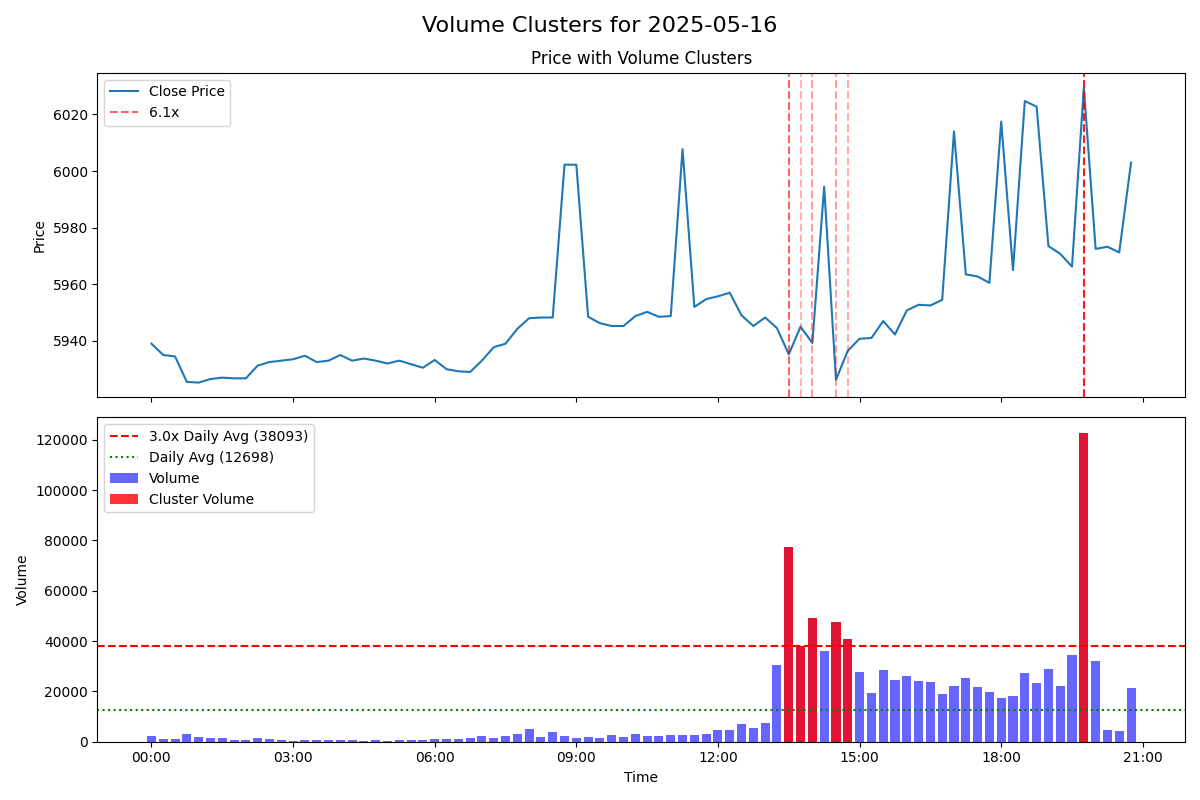 Volume Clusters for 2025-05-16
Price with Volume Clusters
Close Price
6.1x
6020
6000
5980
5960
5940
Price
3.0x Daily Avg (38093)
Daily Avg (12698)
Volume
Cluster Volume
120000
100000
80000
60000
40000
20000
0
Volume
00:00 03:00 06:00 09:00 12:00 15:00 18:00 21:00
Time